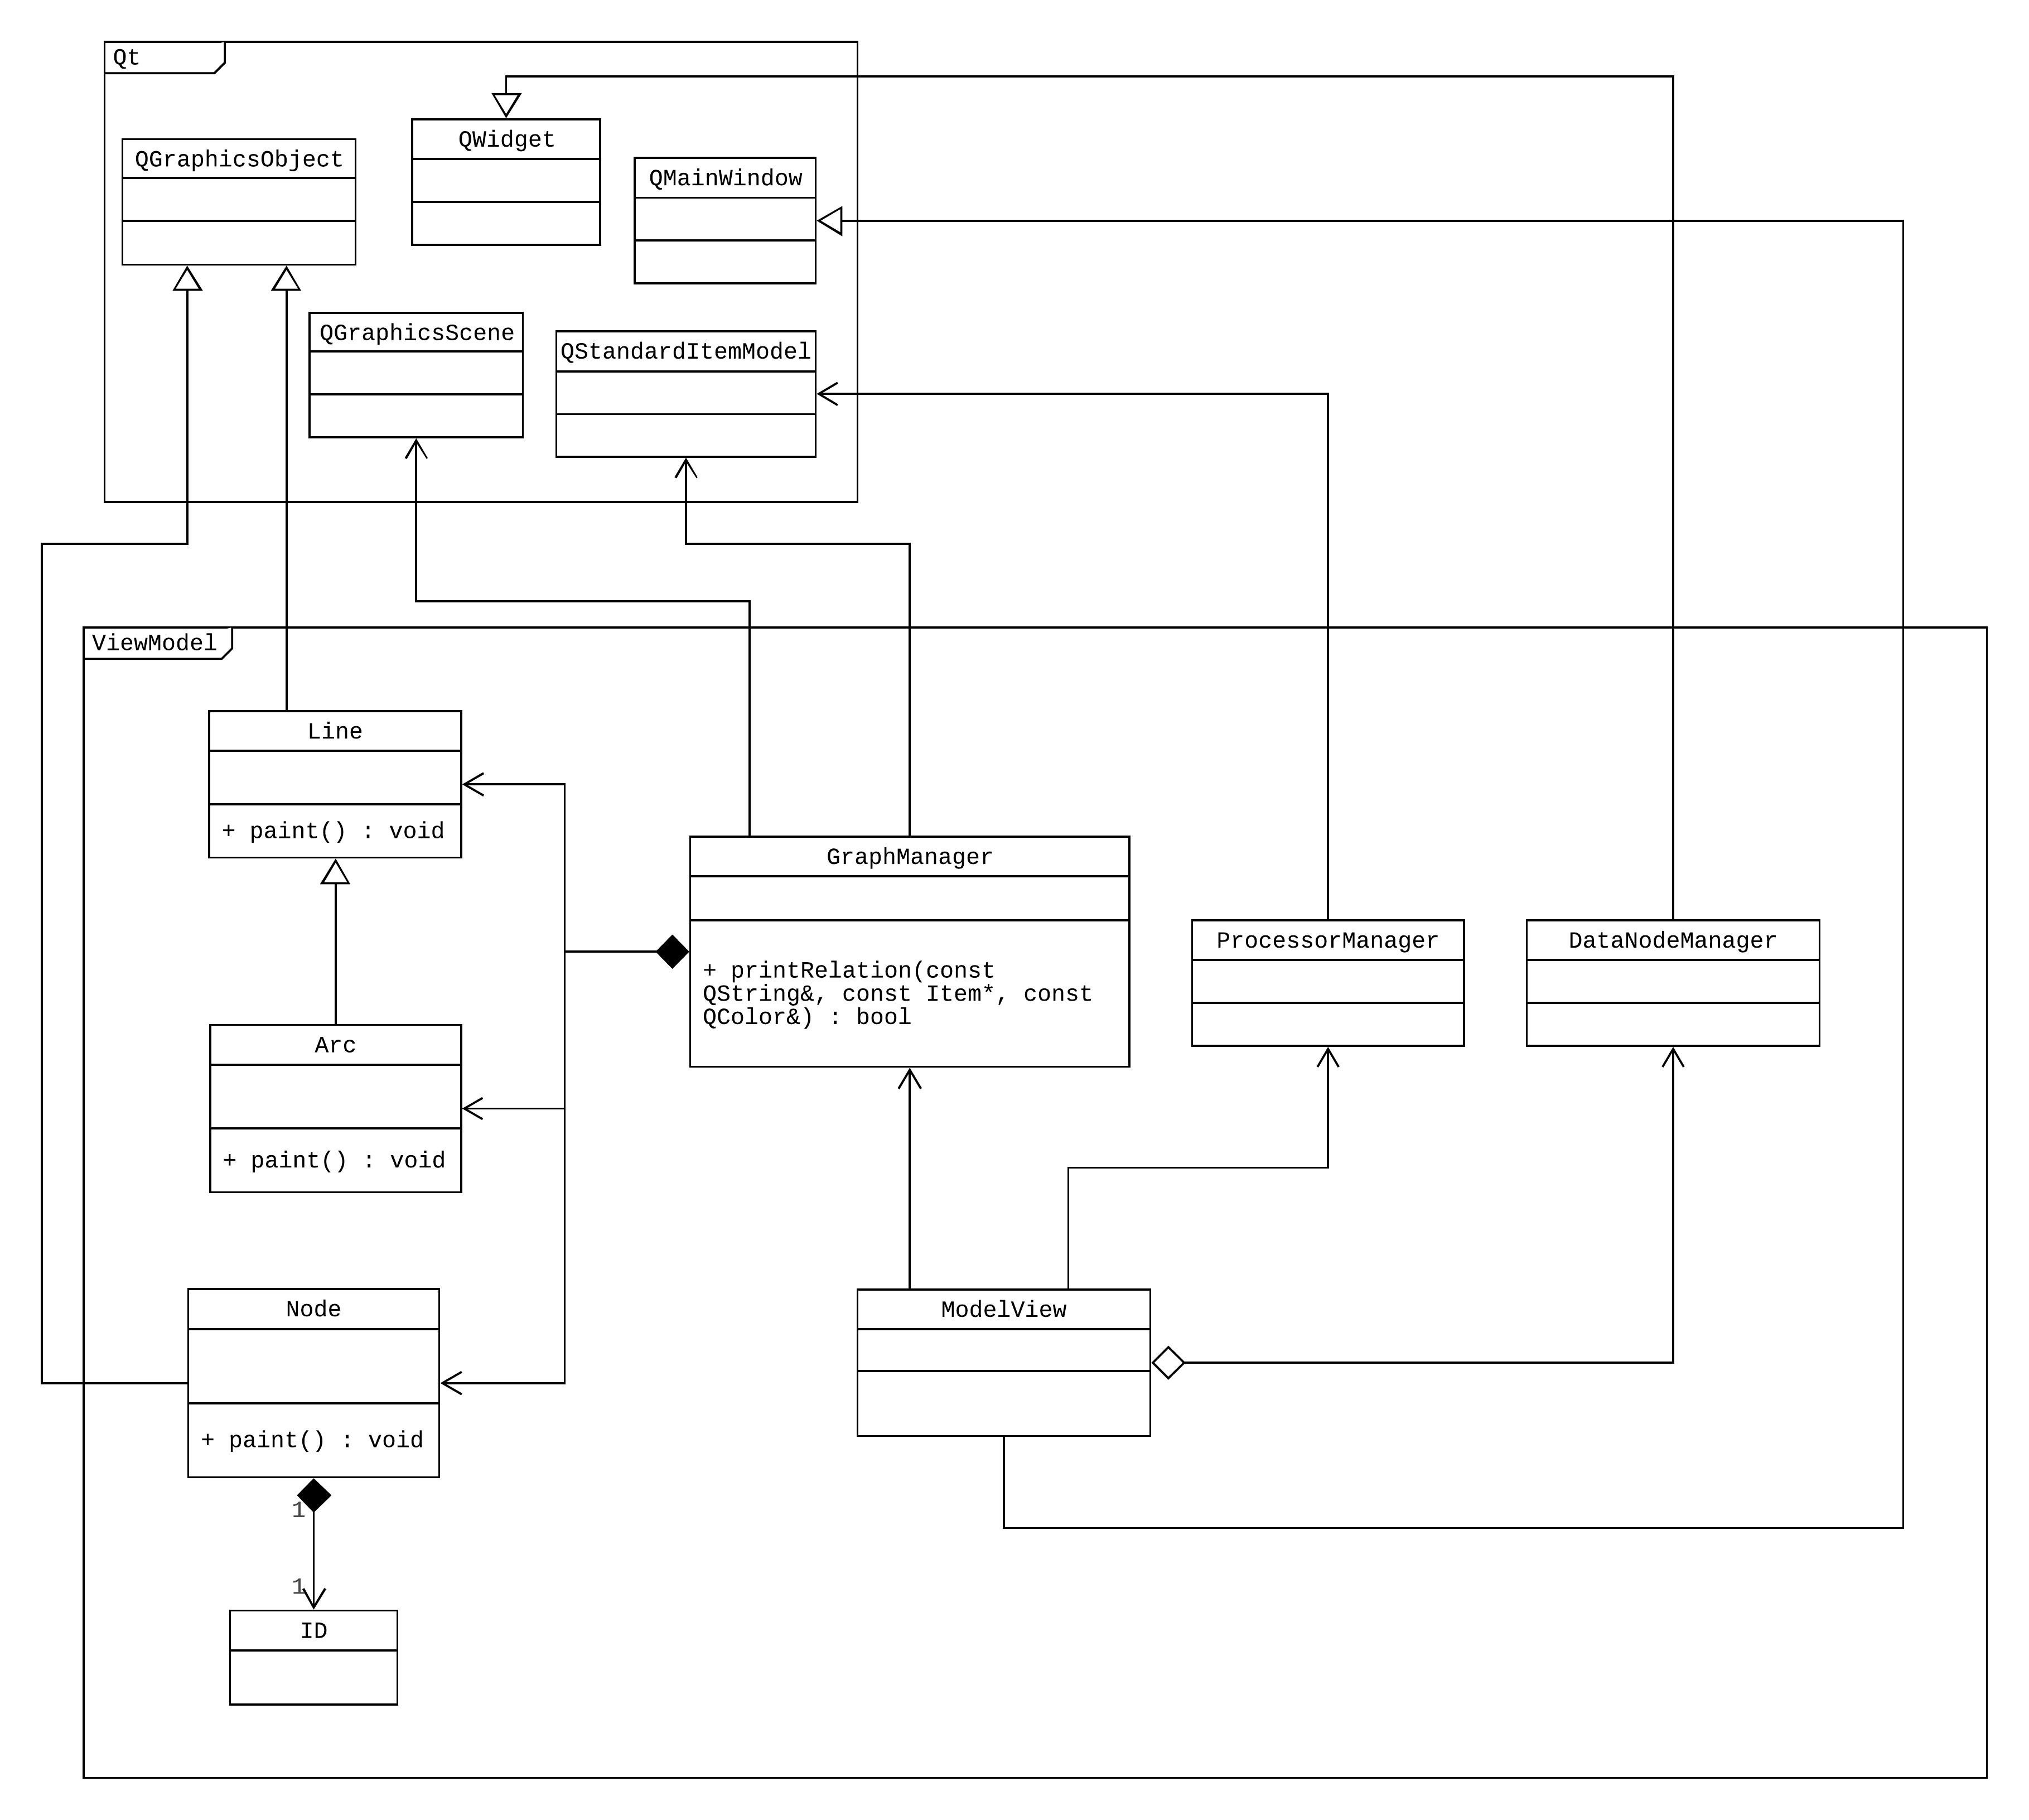 Qt
QWidget
QGraphicsObject
QMainWindow
QGraphicsScene
QStandardItemModel
ViewModel
Line
+ paint() : void
GraphManager
+ printRelation(const
QString&, const Item*, const
QColor&) : bool
ProcessorManager
DataNodeManager
Arc
+ paint() : void
Node
+ paint() : void
ModelView
1
1
ID